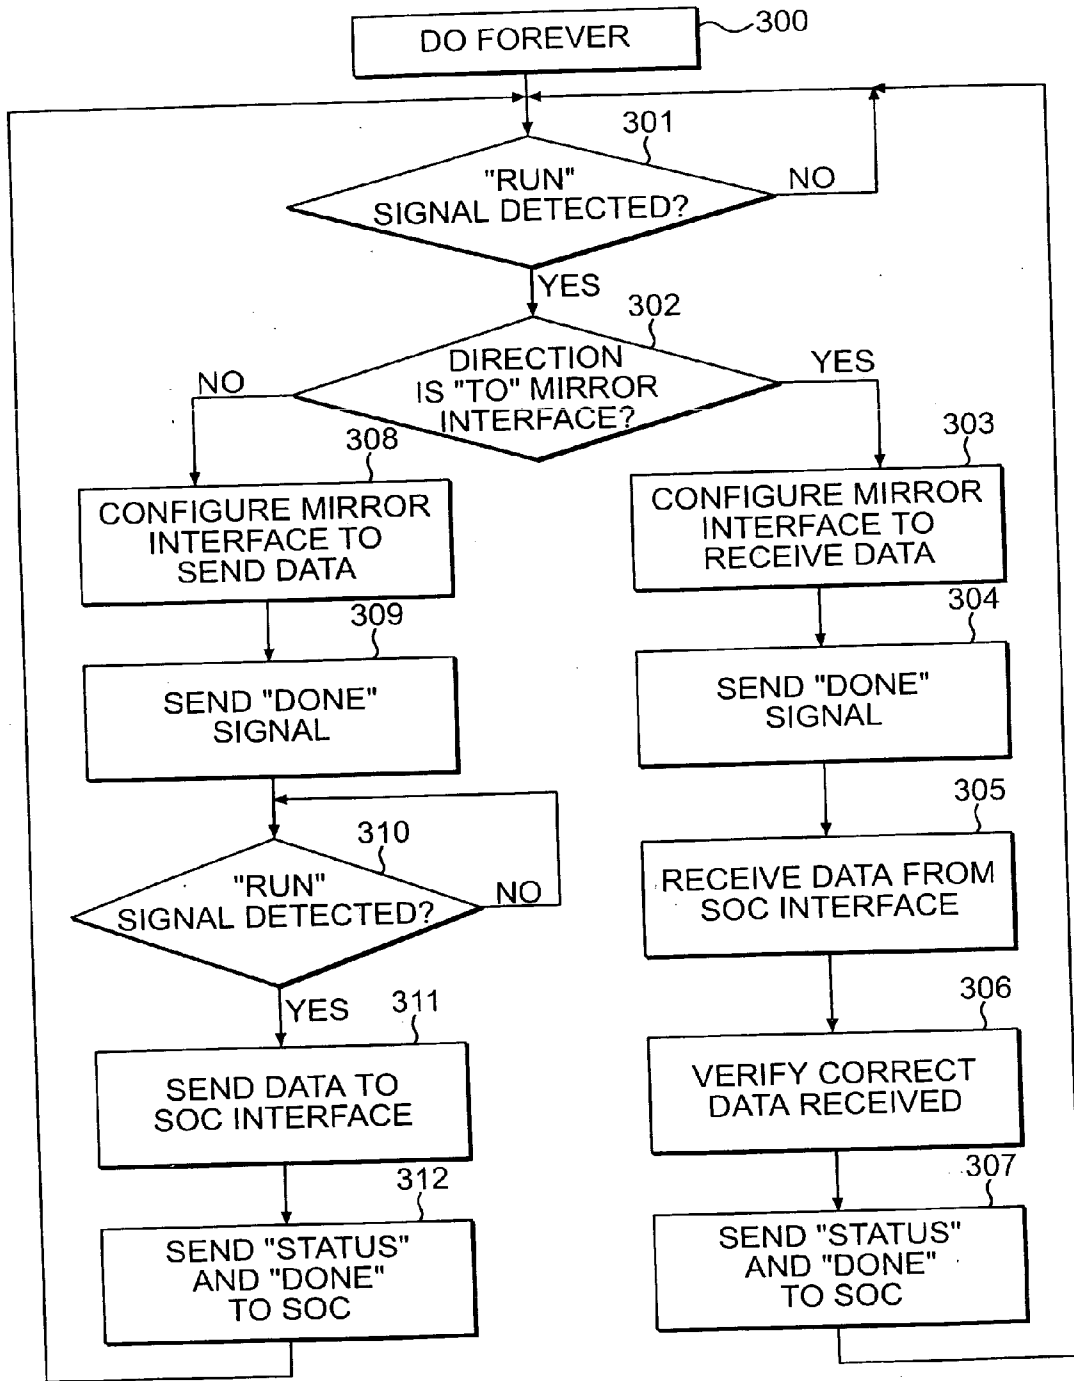 DO FOREVER
300
301
"RUN"
SIGNAL DETECTED?
NO
YES
302
DIRECTION
IS "TO" MIRROR
INTERFACE?
NO
YES
308
CONFIGURE MIRROR
INTERFACE TO
SEND DATA
303
CONFIGURE MIRROR
INTERFACE TO
RECEIVE DATA
309
SEND "DONE"
SIGNAL
304
SEND "DONE"
SIGNAL
310
"RUN"
SIGNAL DETECTED?
NO
YES
305
RECEIVE DATA FROM
SOC INTERFACE
311
SEND DATA TO
SOC INTERFACE
306
VERIFY CORRECT
DATA RECEIVED
312
SEND "STATUS"
AND "DONE"
TO SOC
307
SEND "STATUS"
AND "DONE"
TO SOC